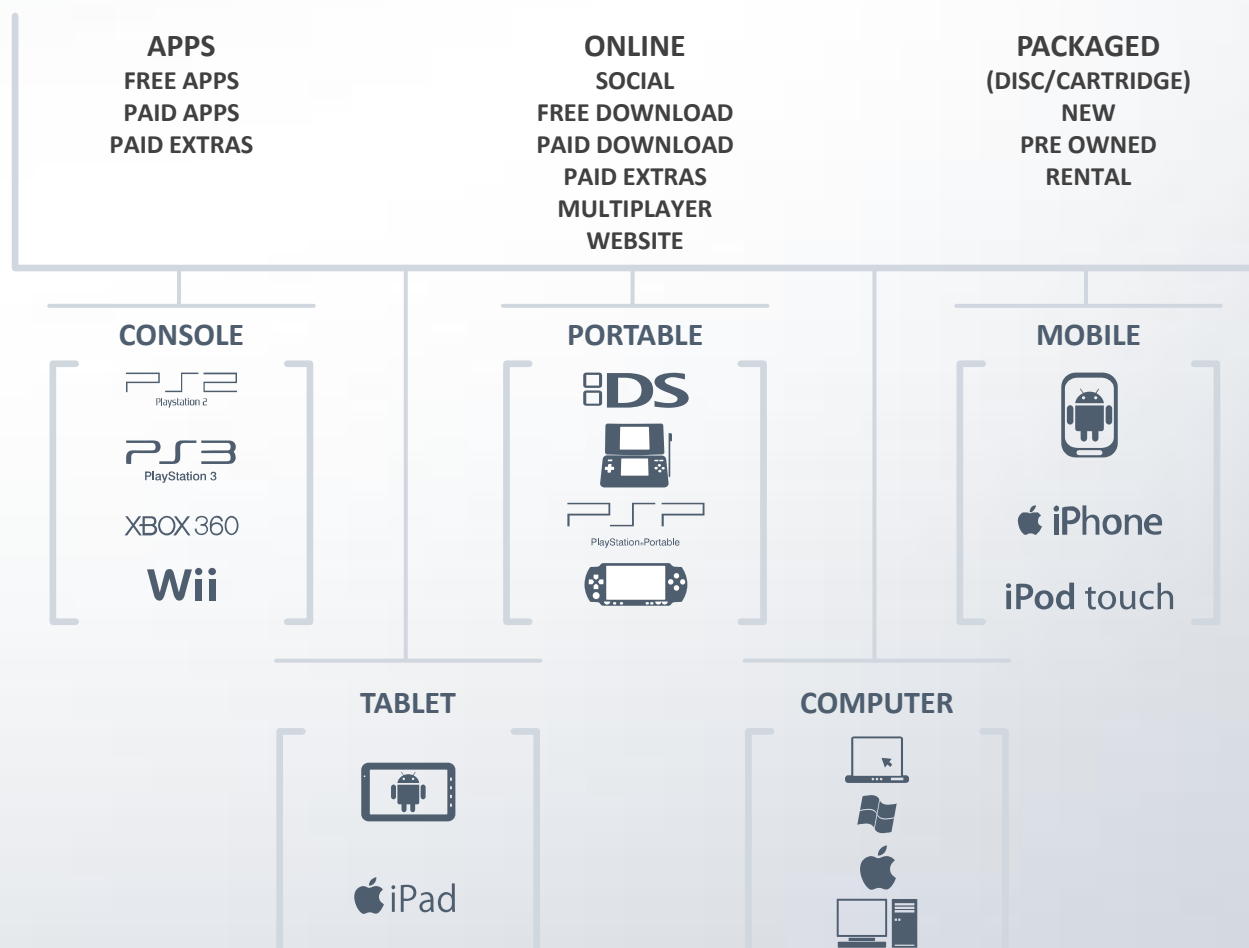 APPS
FREE APPS
PAID APPS
PAID EXTRAS
ONLINE
SOCIAL
FREE DOWNLOAD
PAID DOWNLOAD
PAID EXTRAS
MULTIPLAYER
WEBSITE
PACKAGED
(DISC/CARTRIDGE)
NEW
PRE OWNED
RENTAL
CONSOLE
PS2
Playstation 2
PS3
PlayStation 3
XBOX 360
Wii
PORTABLE
DS
PSP
PlayStation Portable
MOBILE
iPhone
iPod touch
TABLET
iPad
COMPUTER